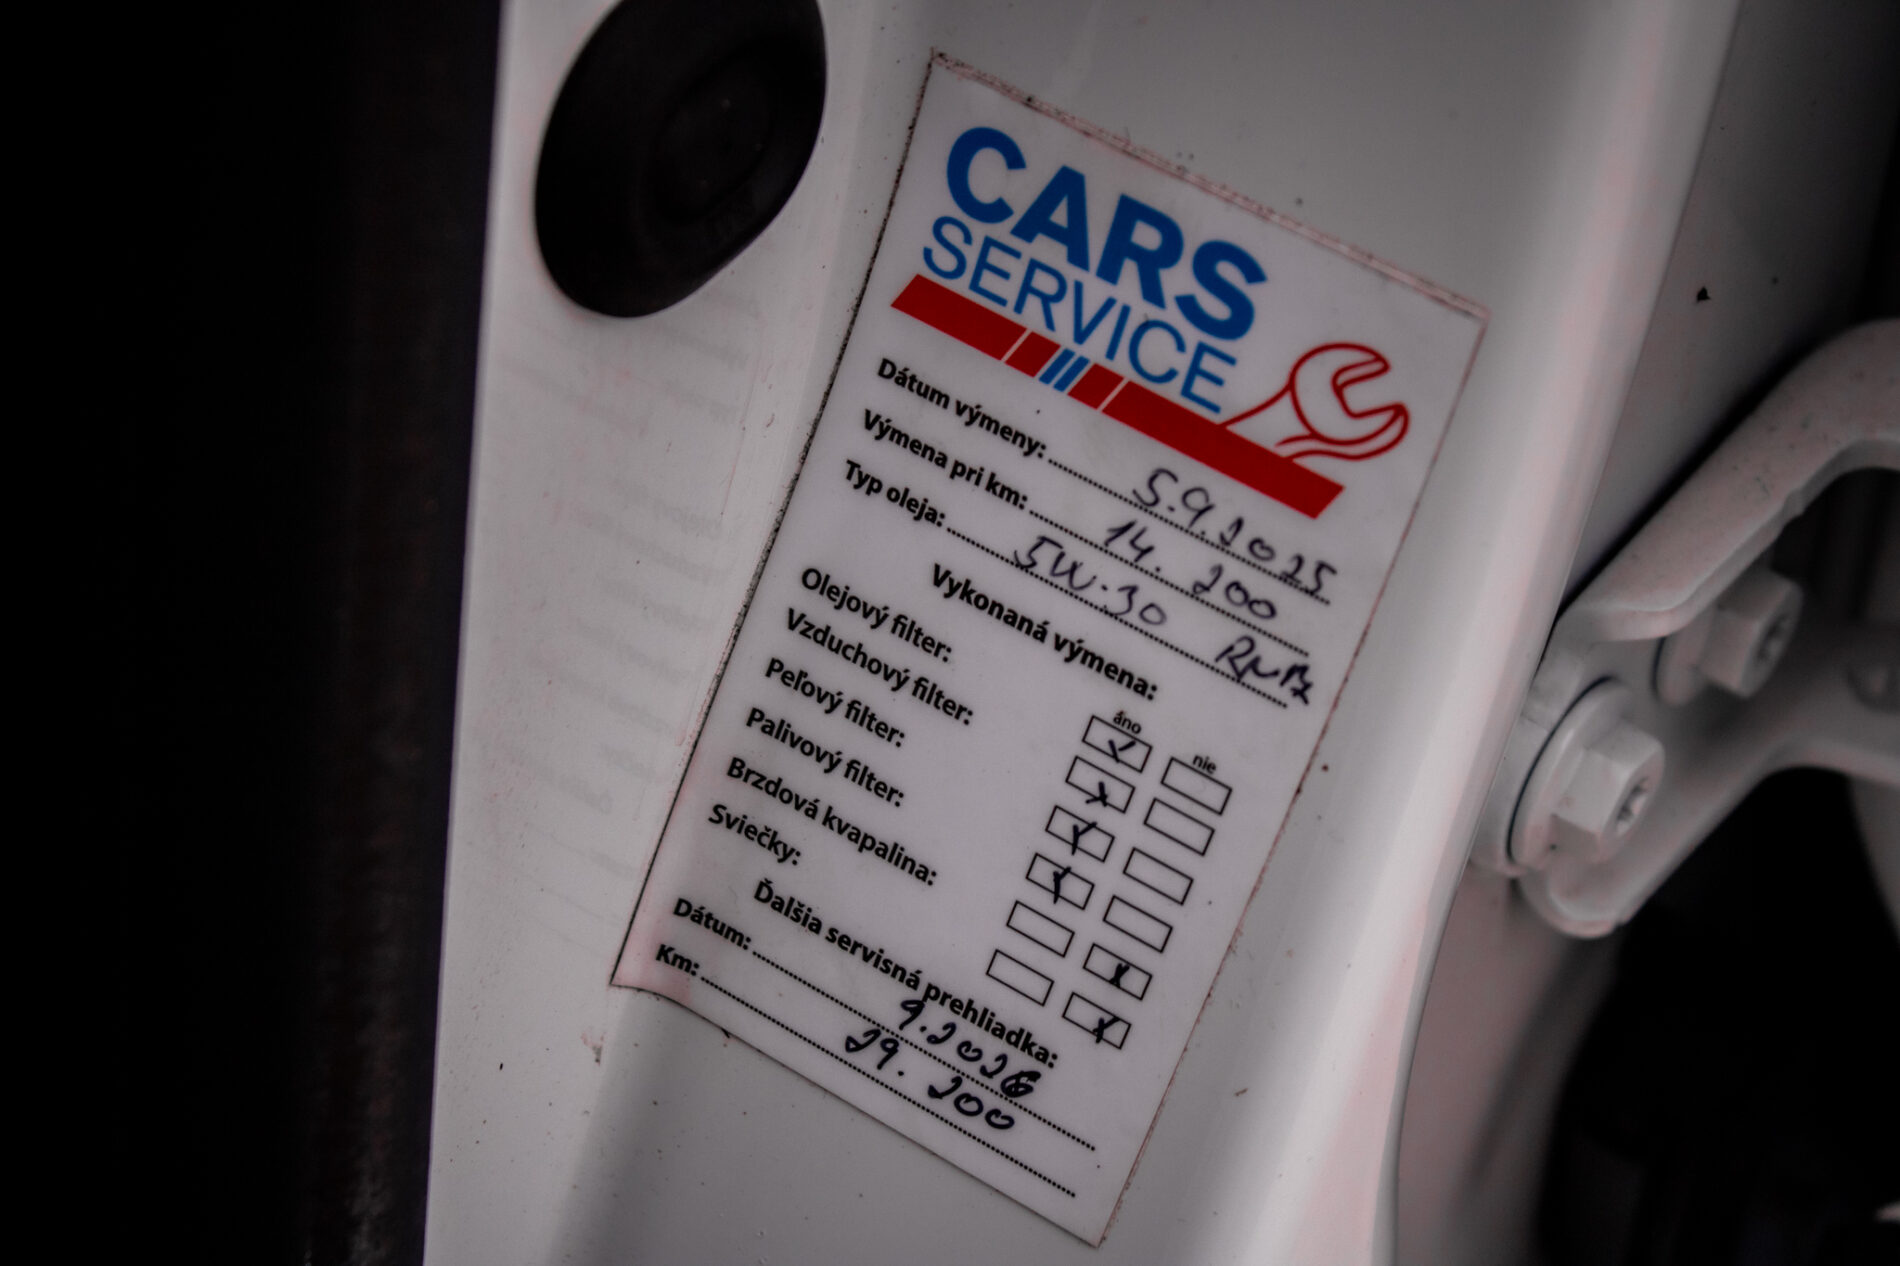 CARS
SERVICE
Dátum výmeny: 5.9.2025
Výmena pri km: 14.200
Typ oleja: 5W-30
Vykonaná výmena:
áno nie
Olejový filter:
Vzduchový filter:
Peľový filter:
Palivový filter:
Brzdová kvapalina:
Sviečky:
Ďalšia servisná prehliadka:
Dátum: 9.2026
Km: 29.200